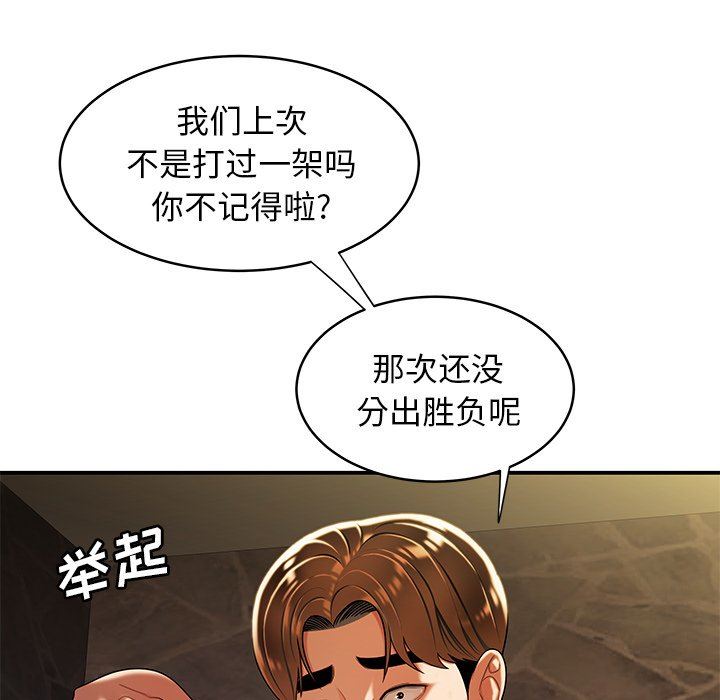 我们上次
不是打过一架吗
你不记得啦?
那次还没
分出胜负呢
举起